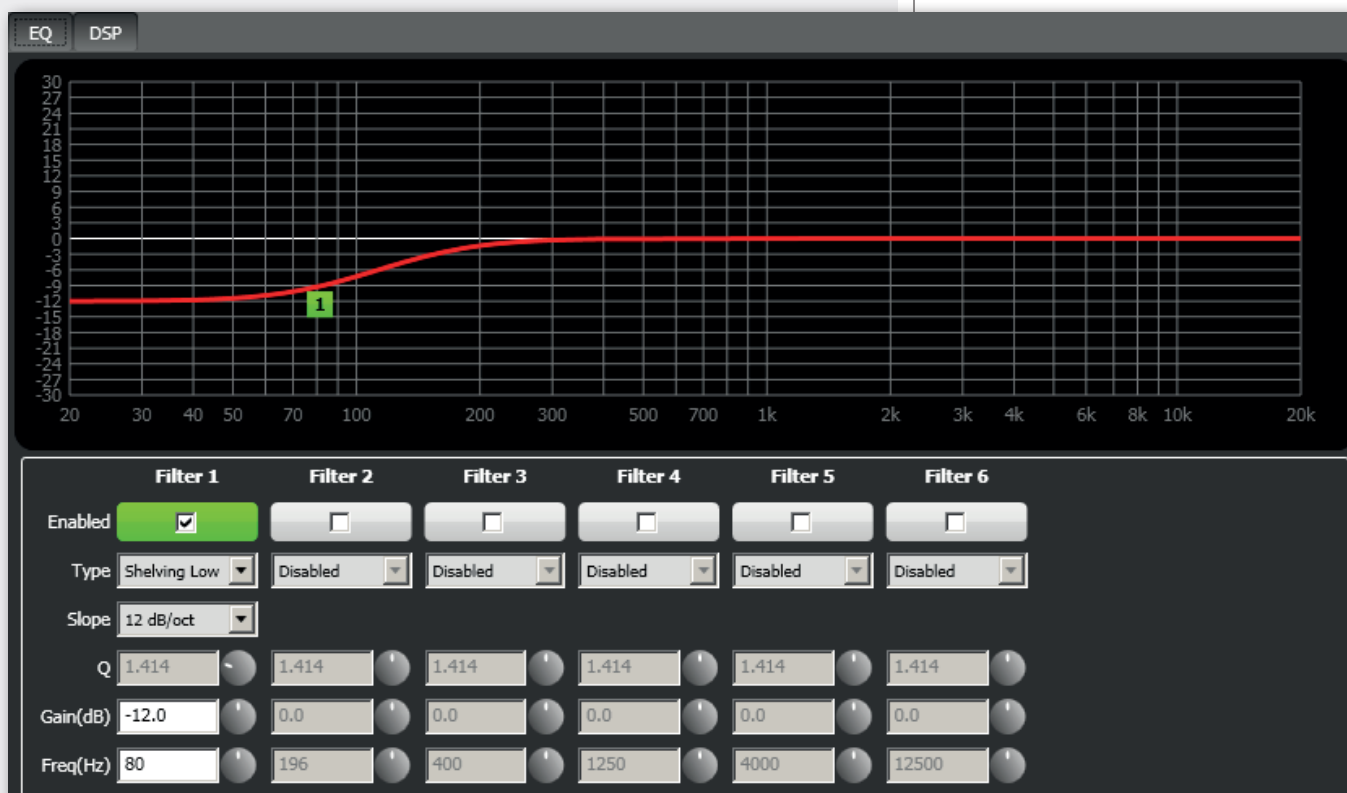 EQ DSP
30
27
24
21
18
15
12
9
6
3
0
-3
-6
-9
-12
-15
-18
-21
-24
-27
-30
1
20 30 40 50 70 100 200 300 500 700 1k 2k 3k 4k 6k 8k 10k 20k
Filter 1 Filter 2 Filter 3 Filter 4 Filter 5 Filter 6
Enabled
Type Shelving Low Disabled Disabled Disabled Disabled Disabled
Slope 12 dB/oct
Q 1.414 1.414 1.414 1.414 1.414 1.414
Gain(dB) -12.0 0.0 0.0 0.0 0.0 0.0
Freq(Hz) 80 196 400 1250 4000 12500